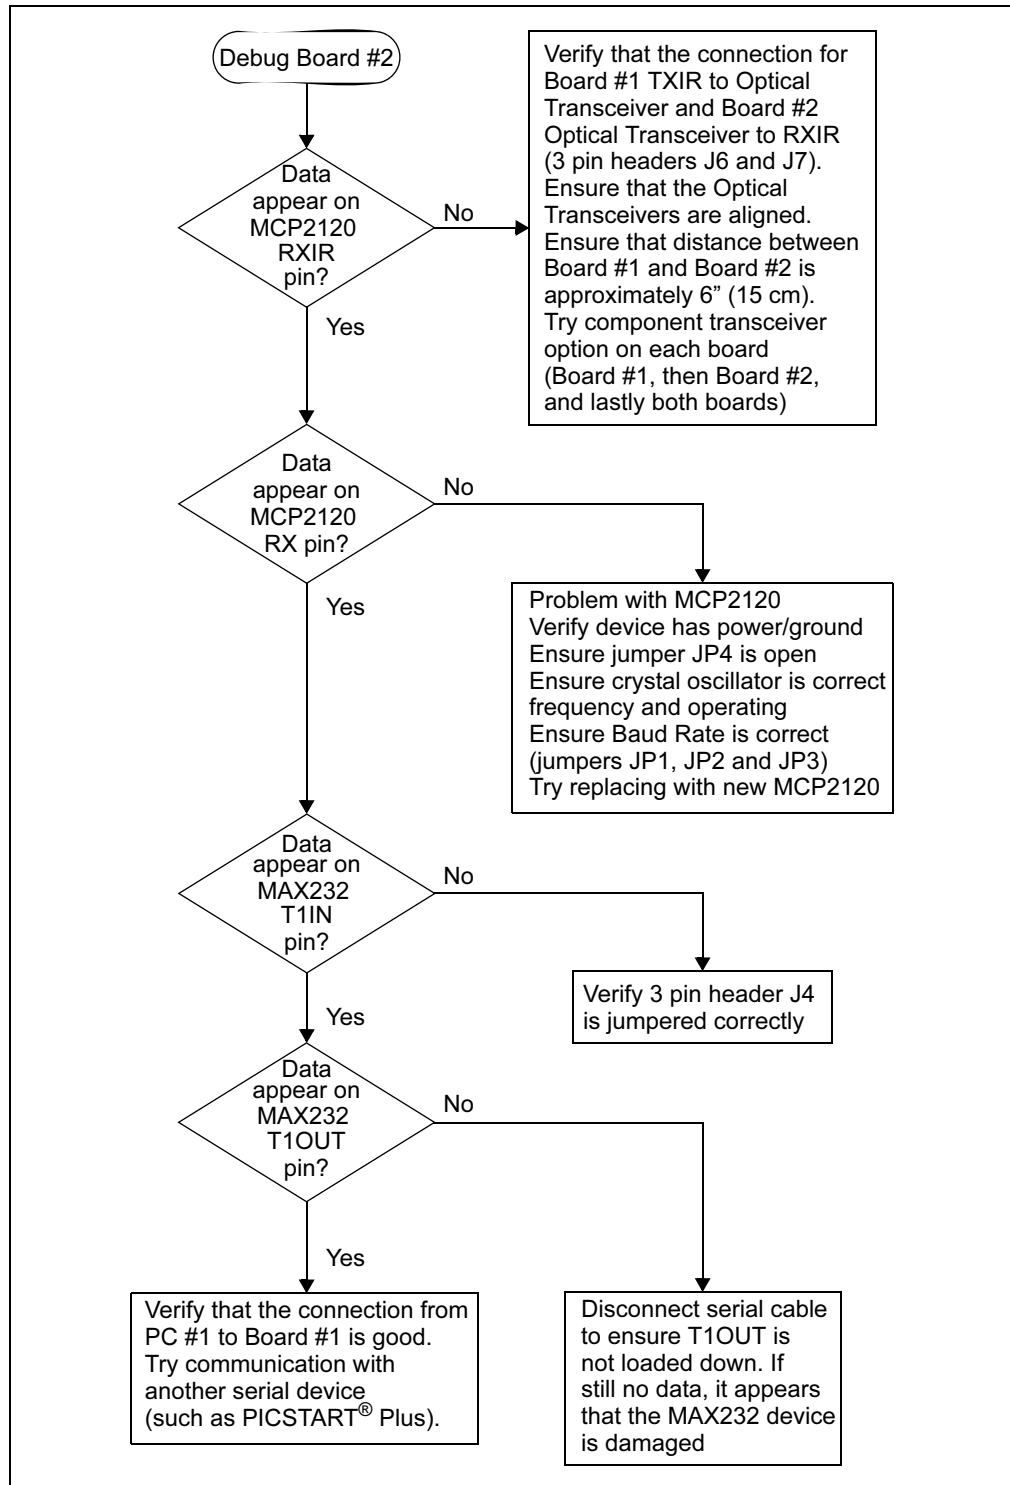 Debug Board #2
Verify that the connection for
Board #1 TXIR to Optical
Transceiver and Board #2
Optical Transceiver to RXIR
(3 pin headers J6 and J7).
Ensure that the Optical
Transceivers are aligned.
Ensure that distance between
Board #1 and Board #2 is
approximately 6” (15 cm).
Try component transceiver
option on each board
(Board #1, then Board #2,
and lastly both boards)
Data
appear on
MCP2120
RXIR
pin?
No
Yes
Data
appear on
MCP2120
RX pin?
No
Yes
Problem with MCP2120
Verify device has power/ground
Ensure jumper JP4 is open
Ensure crystal oscillator is correct
frequency and operating
Ensure Baud Rate is correct
(jumpers JP1, JP2 and JP3)
Try replacing with new MCP2120
Data
appear on
MAX232
T1IN
pin?
No
Yes
Verify 3 pin header J4
is jumpered correctly
Data
appear on
MAX232
T1OUT
pin?
No
Yes
Verify that the connection from
PC #1 to Board #1 is good.
Try communication with
another serial device
(such as PICSTART® Plus).
Disconnect serial cable
to ensure T1OUT is
not loaded down. If
still no data, it appears
that the MAX232 device
is damaged